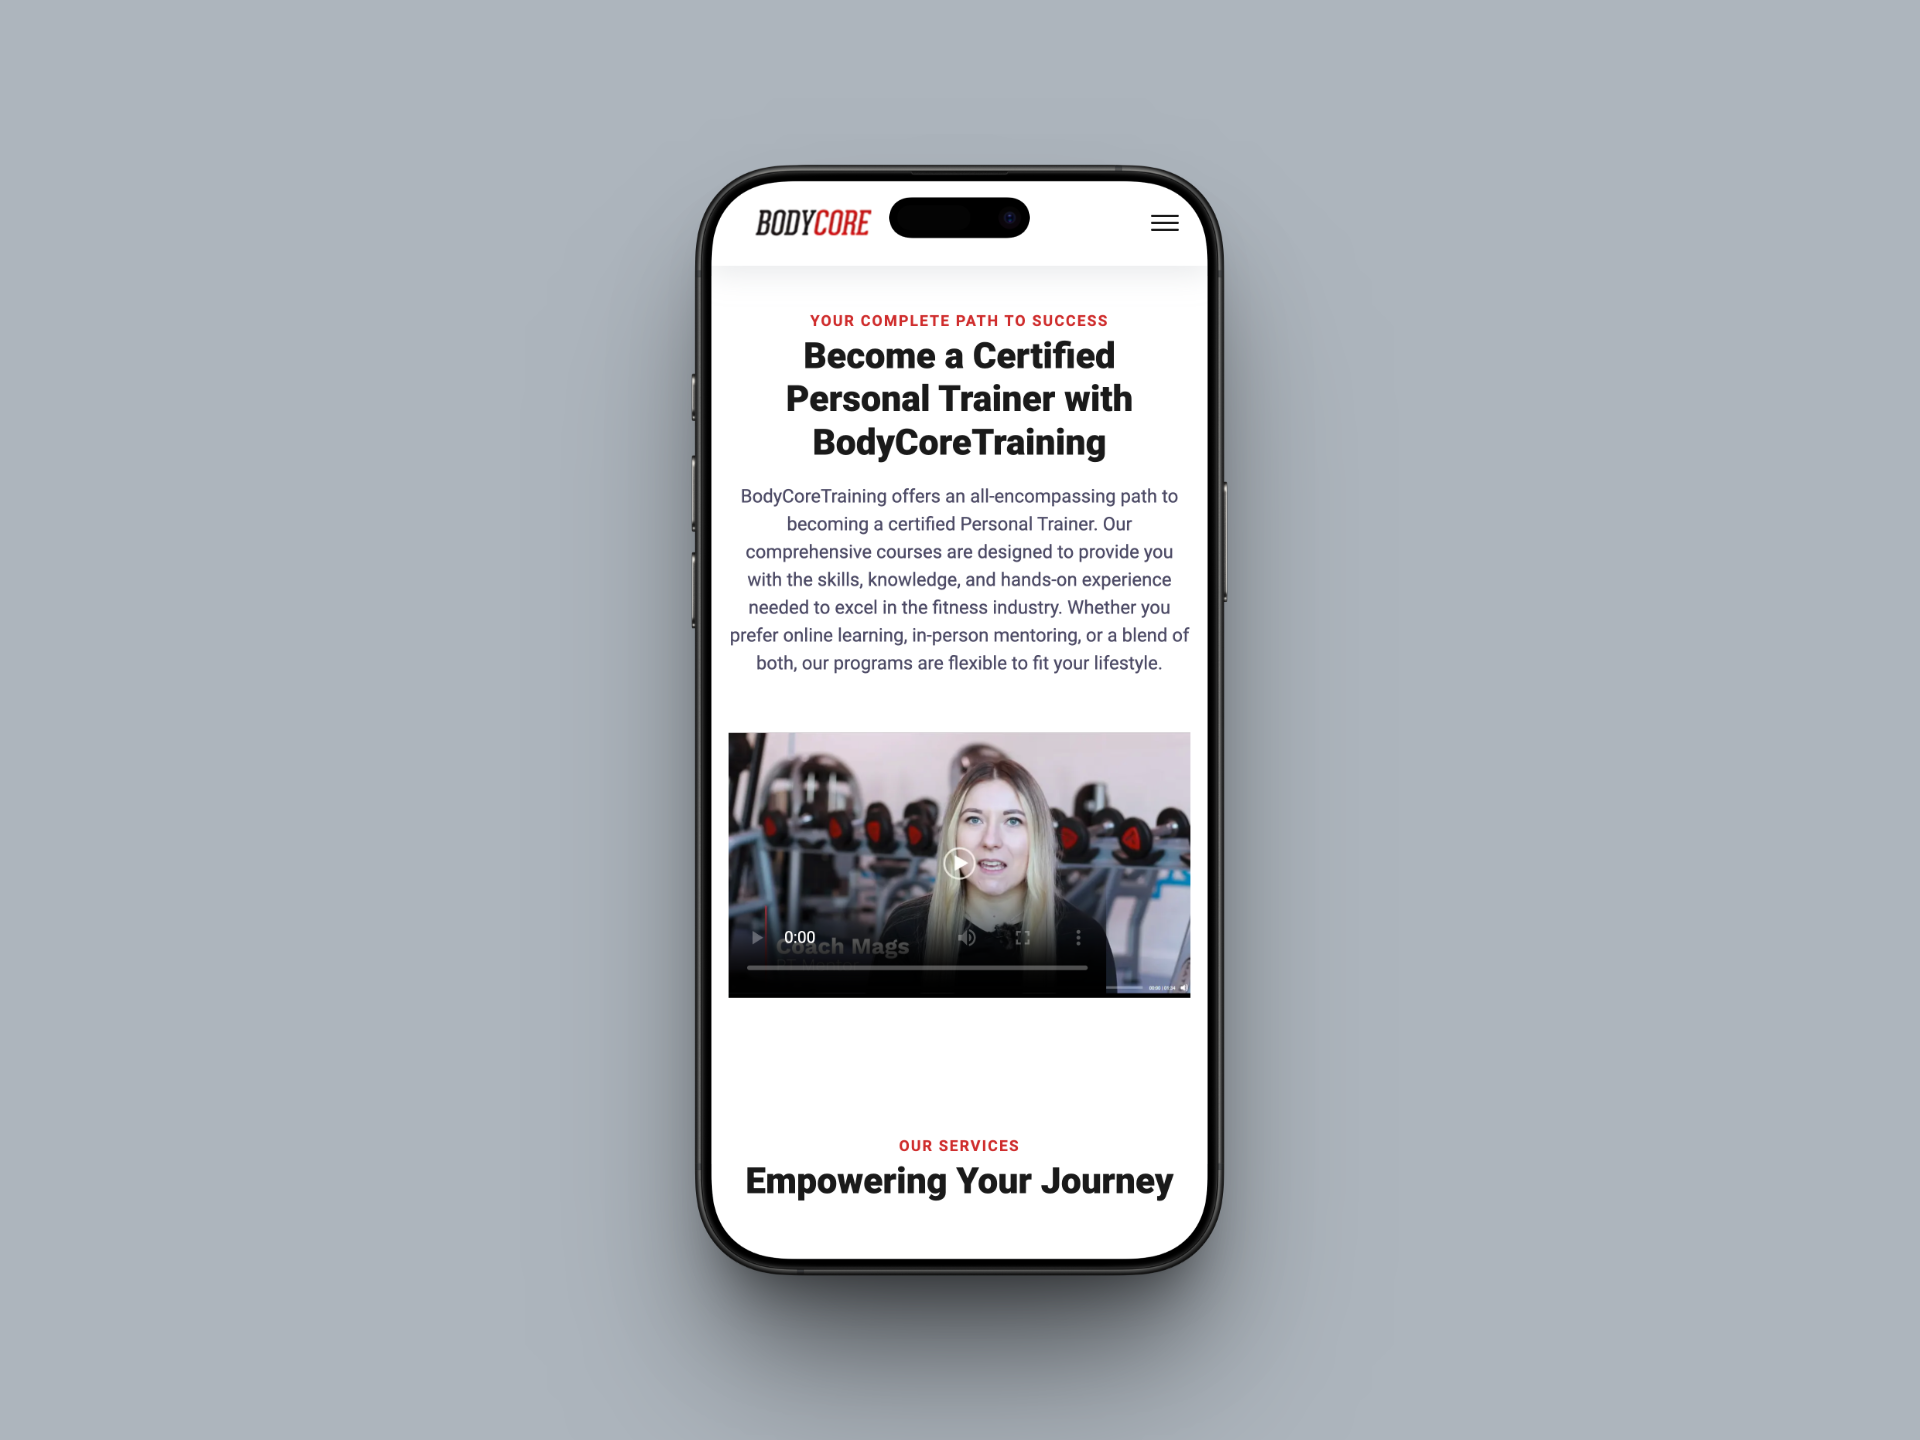 BODYCORE
YOUR COMPLETE PATH TO SUCCESS
Become a Certified
Personal Trainer with
BodyCoreTraining
BodyCoreTraining offers an all-encompassing path to
becoming a certified Personal Trainer. Our
comprehensive courses are designed to provide you
with the skills, knowledge, and hands-on experience
needed to excel in the fitness industry. Whether you
prefer online learning, in-person mentoring, or a blend of
both, our programs are flexible to fit your lifestyle.
0:00
Coach Mags
OUR SERVICES
Empowering Your Journey